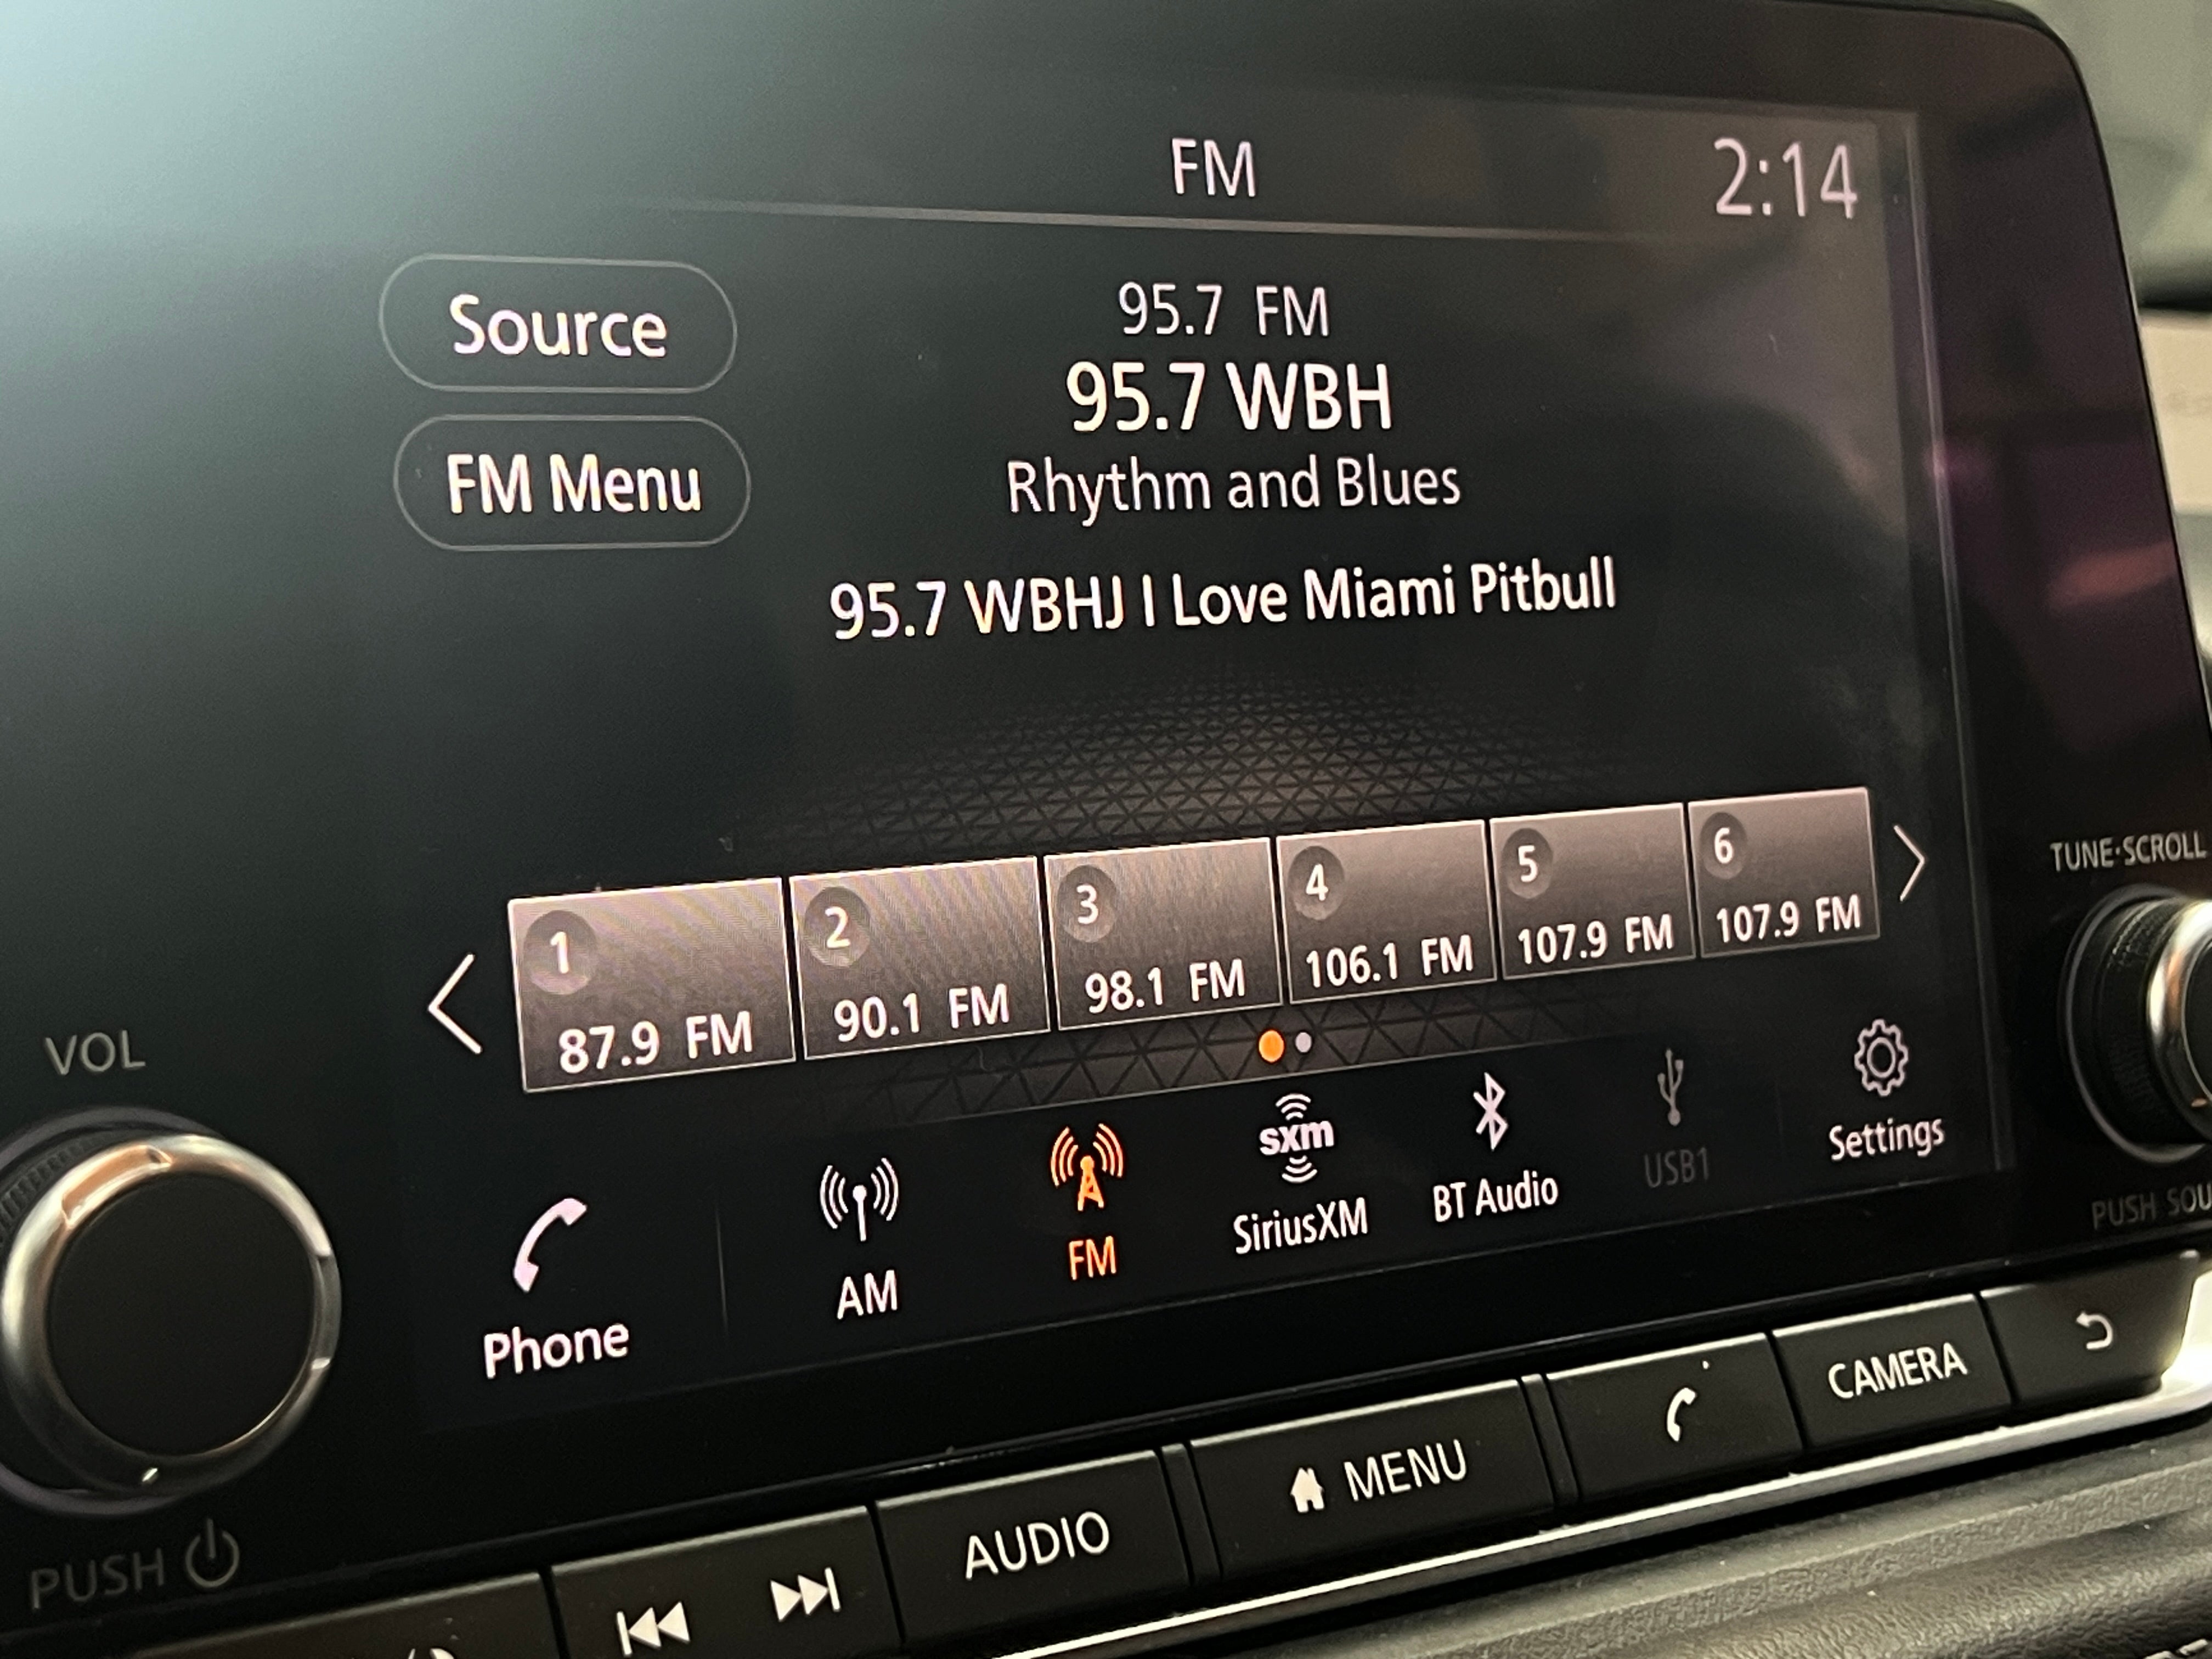 FM
2:14
Source
FM Menu
95.7 FM
95.7 WBH
Rhythm and Blues
95.7 WBHJ I Love Miami Pitbull
1
87.9 FM
2
90.1 FM
3
98.1 FM
4
106.1 FM
5
107.9 FM
6
107.9 FM
Phone
AM
FM
sxm
SiriusXM
BT Audio
USB1
Settings
VOL
PUSH
TUNE·SCROLL
PUSH SOU
AUDIO
MENU
CAMERA